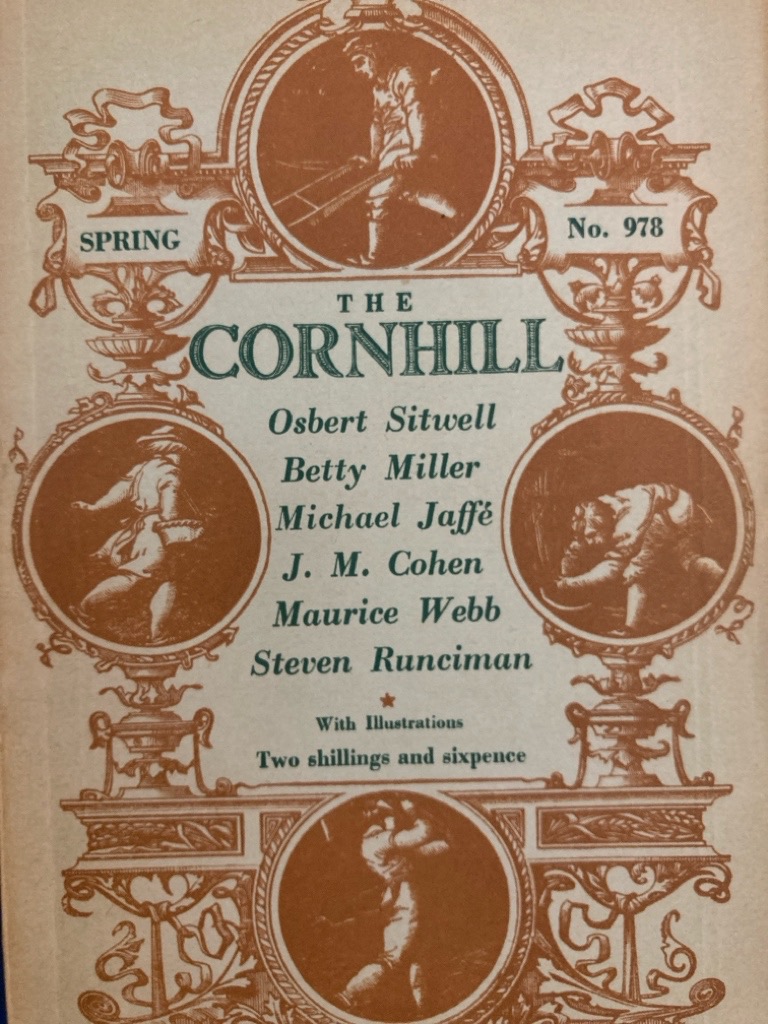 SPRING
No. 978
THE
CORNHILL
Osbert Sitwell
Betty Miller
Michael Jaffé
J. M. Cohen
Maurice Webb
Steven Runciman
With Illustrations
Two shillings and sixpence